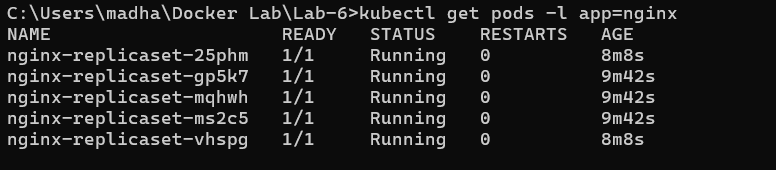 C:\Users\madha\Docker Lab\Lab-6>kubectl get pods -l app=nginx
NAME                     READY   STATUS    RESTARTS   AGE
nginx-replicaset-25phm   1/1     Running   0          8m8s
nginx-replicaset-gp5k7   1/1     Running   0          9m42s
nginx-replicaset-mqhwh   1/1     Running   0          9m42s
nginx-replicaset-ms2c5   1/1     Running   0          9m42s
nginx-replicaset-vhspg   1/1     Running   0          8m8s